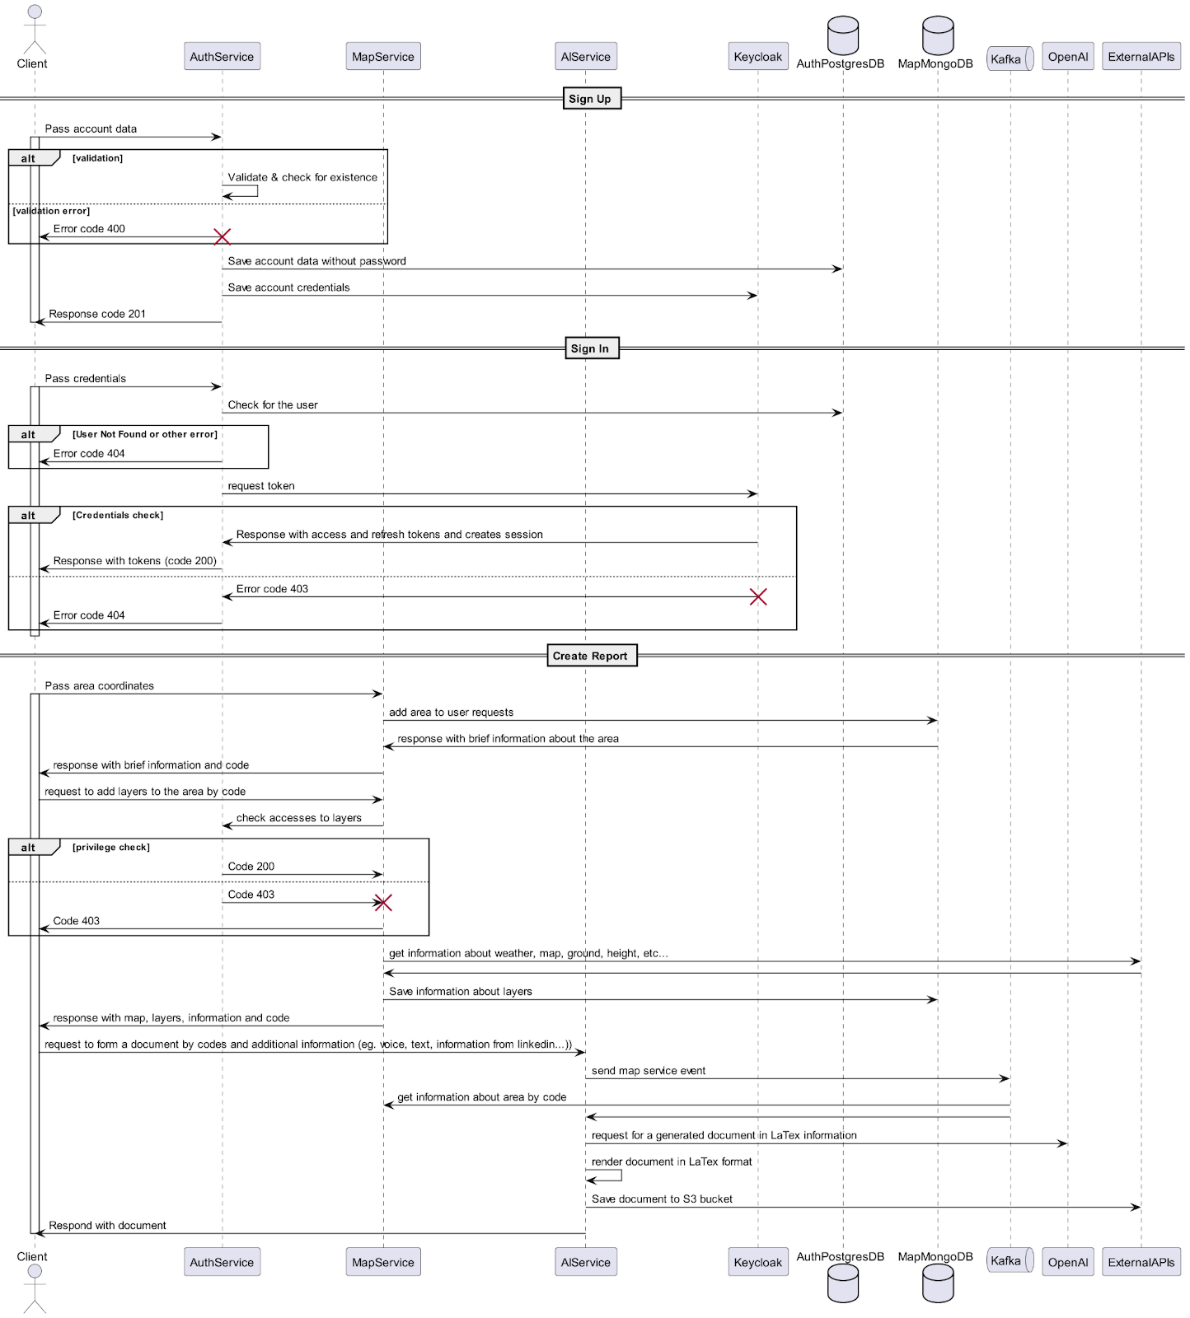 Client
AuthService
MapService
AIService
Keycloak
AuthPostgresDB
MapMongoDB
Kafka
OpenAI
ExternalAPIs
Sign Up
Pass account data
alt
[validation]
Validate & check for existence
[validation error]
Error code 400
Save account data without password
Save account credentials
Response code 201
Sign In
Pass credentials
Check for the user
alt
[User Not Found or other error]
Error code 404
request token
alt
[Credentials check]
Response with access and refresh tokens and creates session
Response with tokens (code 200)
Error code 403
Error code 404
Create Report
Pass area coordinates
add area to user requests
response with brief information about the area
response with brief information and code
request to add layers to the area by code
check accesses to layers
alt
[privilege check]
Code 200
Code 403
Code 403
get information about weather, map, ground, height, etc...
Save information about layers
response with map, layers, information and code
request to form a document by codes and additional information (eg. voice, text, information from linkedin...))
send map service event
get information about area by code
request for a generated document in LaTex information
render document in LaTex format
Save document to S3 bucket
Respond with document
Client
AuthService
MapService
AIService
Keycloak
AuthPostgresDB
MapMongoDB
Kafka
OpenAI
ExternalAPIs